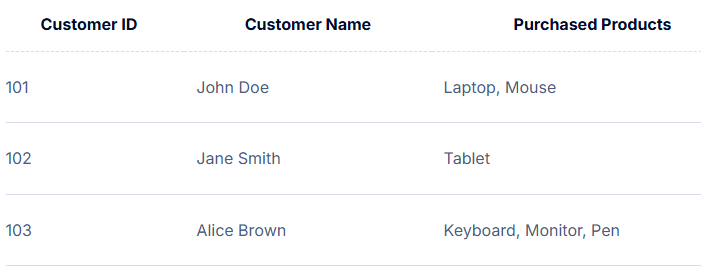 Customer ID Customer Name Purchased Products
101 John Doe Laptop, Mouse
102 Jane Smith Tablet
103 Alice Brown Keyboard, Monitor, Pen